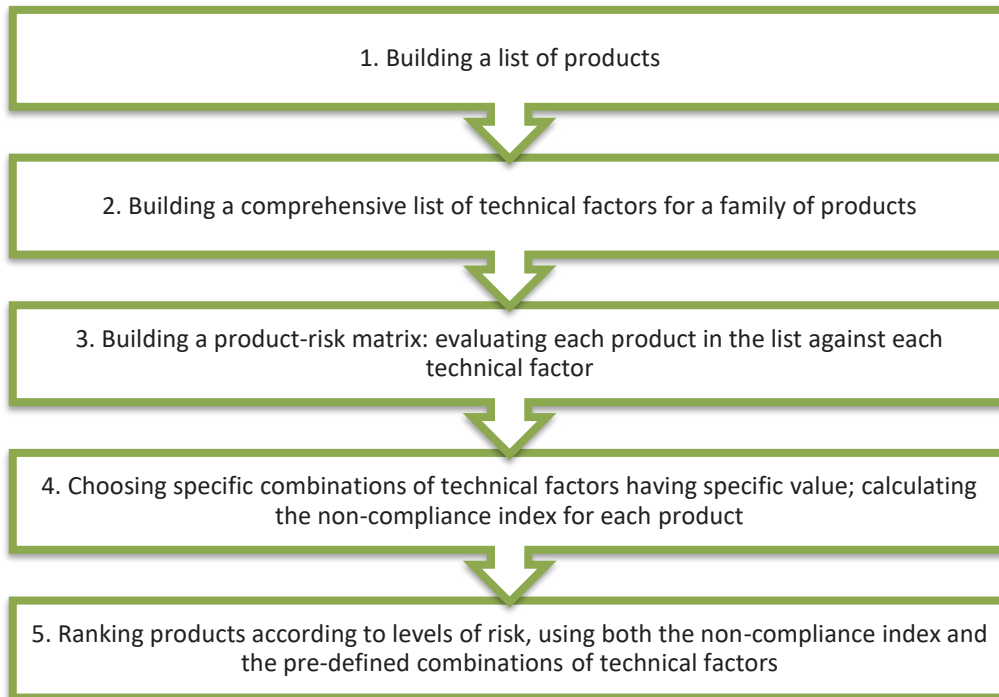 1. Building a list of products
2. Building a comprehensive list of technical factors for a family of products
3. Building a product-risk matrix: evaluating each product in the list against each
technical factor
4. Choosing specific combinations of technical factors having specific value; calculating
the non-compliance index for each product
5. Ranking products according to levels of risk, using both the non-compliance index and
the pre-defined combinations of technical factors